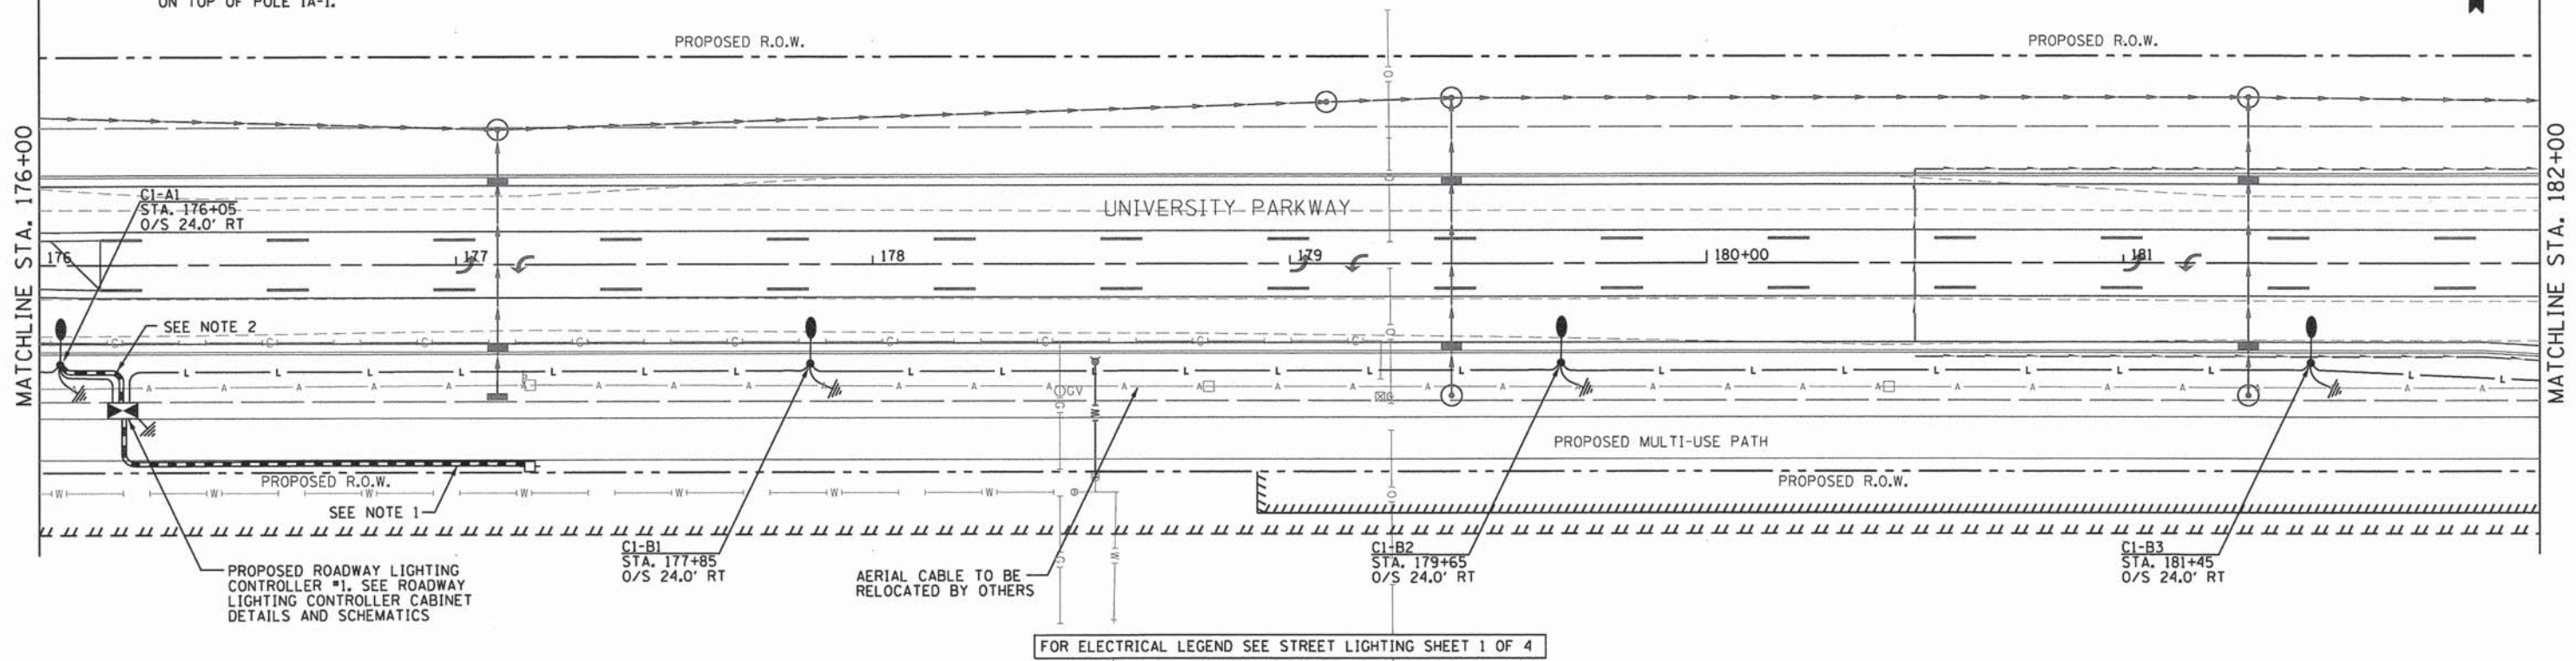 ON TOP OF POLE 1A-1.
PROPOSED R.O.W.
PROPOSED R.O.W.
MATCHLINE STA. 176+00
MATCHLINE STA. 182+00
C1-A1
STA. 176+05
O/S 24.0' RT
UNIVERSITY PARKWAY
176
177
178
179
180+00
181
SEE NOTE 2
G G G G G G G G G
L L L L L L L L L L L L L L L L L L L L L L L L L
A A A A A A A A A A A A A A A A A A A A A A A A A A A A
GV
W
G
PROPOSED MULTI-USE PATH
PROPOSED R.O.W.
PROPOSED R.O.W.
W W W W W W W
SEE NOTE 1
G
W
C1-B1
STA. 177+85
O/S 24.0' RT
C1-B2
STA. 179+65
O/S 24.0' RT
C1-B3
STA. 181+45
O/S 24.0' RT
PROPOSED ROADWAY LIGHTING
CONTROLLER #1. SEE ROADWAY
LIGHTING CONTROLLER CABINET
DETAILS AND SCHEMATICS
AERIAL CABLE TO BE
RELOCATED BY OTHERS
FOR ELECTRICAL LEGEND SEE STREET LIGHTING SHEET 1 OF 4